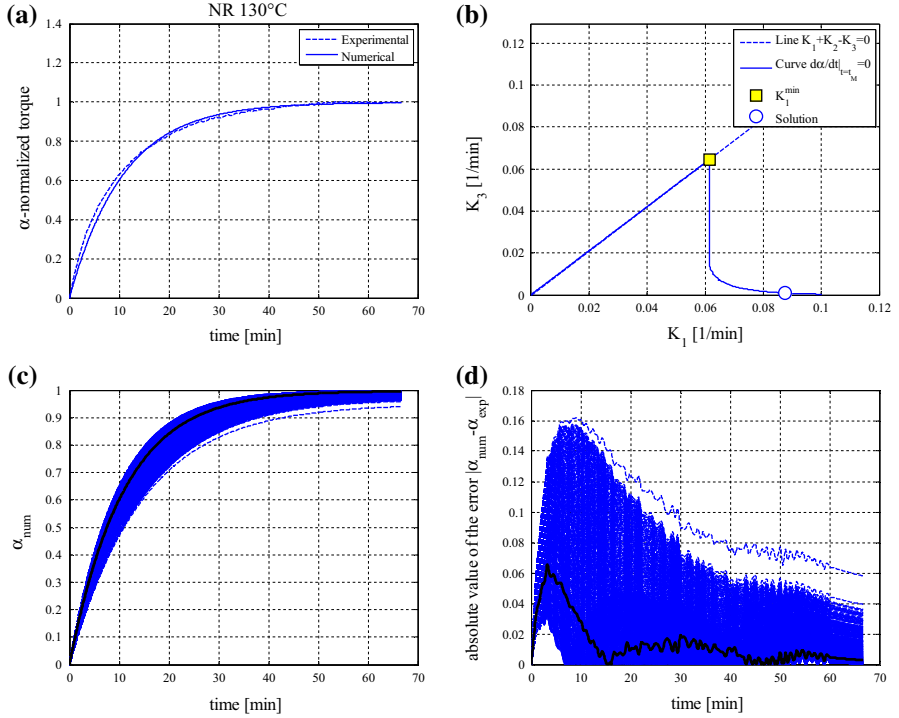 (a)
NR 130°C
Experimental
Numerical
1.4
1.2
1
0.8
0.6
0.4
0.2
0
0 10 20 30 40 50 60 70
α-normalized torque
time [min]
(b)
Line K1+K2-K3=0
Curve dα/dt|t=tM=0
K1min
Solution
0.12
0.1
0.08
0.06
0.04
0.02
0
0 0.02 0.04 0.06 0.08 0.1 0.12
K3 [1/min]
K1 [1/min]
(c)
1
0.9
0.8
0.7
0.6
0.5
0.4
0.3
0.2
0.1
0
0 10 20 30 40 50 60 70
αnum
time [min]
(d)
0.18
0.16
0.14
0.12
0.1
0.08
0.06
0.04
0.02
0
0 10 20 30 40 50 60 70
absolute value of the error |αnum-αexp|
time [min]